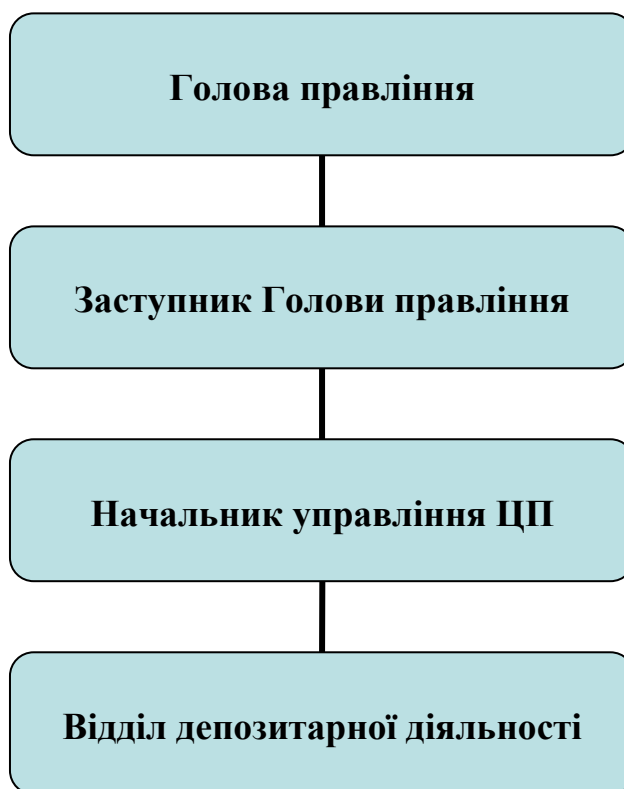 Голова правління
Заступник Голови правління
Начальник управління ЦП
Відділ депозитарної діяльності